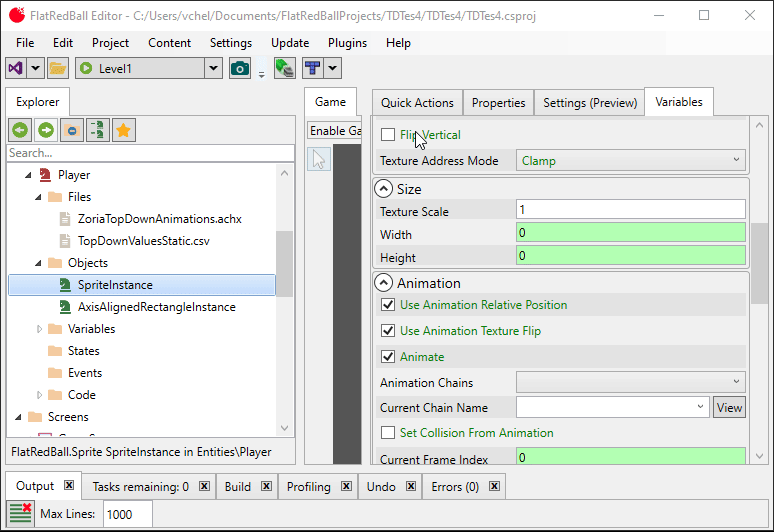 FlatRedBall Editor - C:/Users/vchel/Documents/FlatRedBallProjects/TDTes4/TDTes4/TDTes4.csproj
File Edit Project Content Settings Update Plugins Help
Level1
Explorer
Search...
Player
Files
ZoriaTopDownAnimations.achx
TopDownValuesStatic.csv
Objects
SpriteInstance
AxisAlignedRectangleInstance
Variables
States
Events
Code
Screens
FlatRedBall.Sprite SpriteInstance in Entities\Player
Game
Enable Ga
Quick Actions Properties Settings (Preview) Variables
Flip Vertical
Texture Address Mode Clamp
Size
Texture Scale 1
Width 0
Height 0
Animation
Use Animation Relative Position
Use Animation Texture Flip
Animate
Animation Chains
Current Chain Name View
Set Collision From Animation
Current Frame Index 0
Output Tasks remaining: 0 Build Profiling Undo Errors (0)
Max Lines: 1000